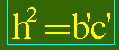 h² = b'c'